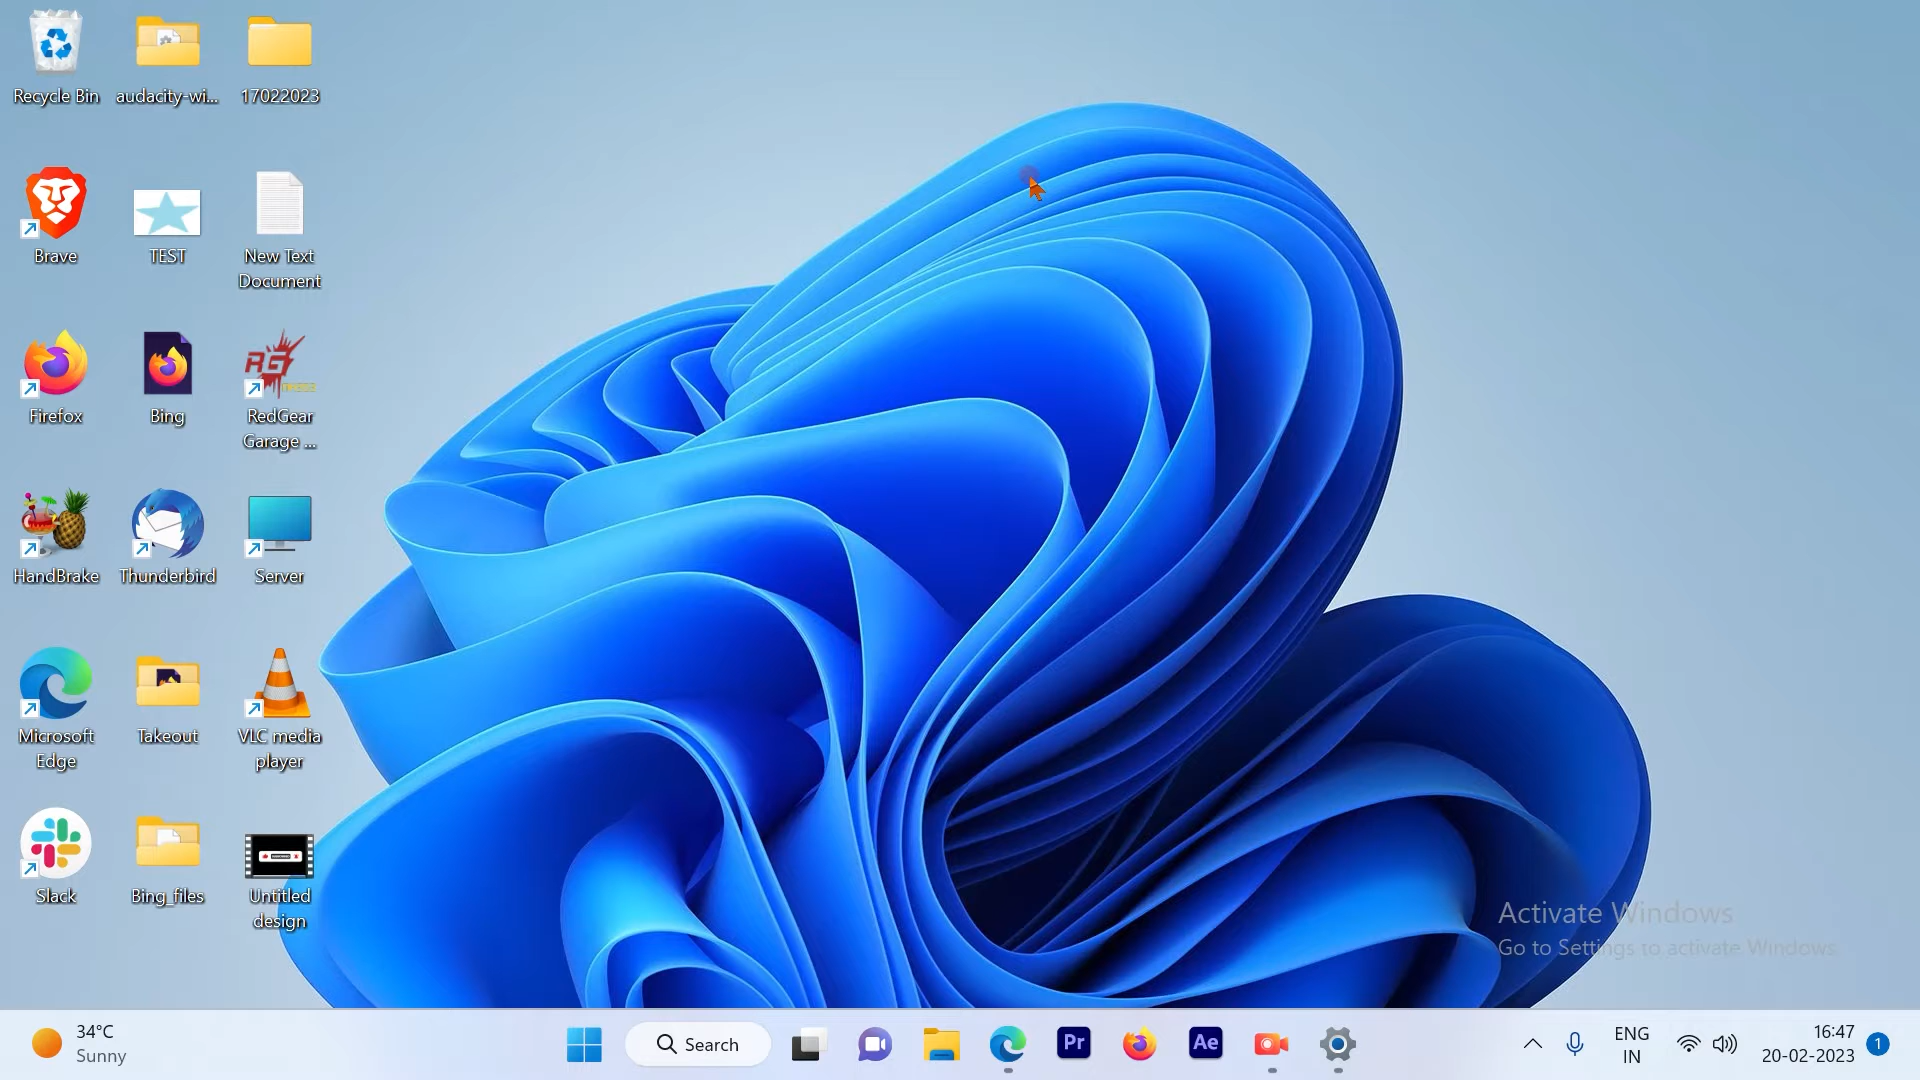 Recycle Bin
audacity-wi...
17022023
Brave
TEST
New Text
Document
Firefox
Bing
RG
RedGear
Garage ...
HandBrake
Thunderbird
Server
Microsoft
Edge
Takeout
VLC media
player
Slack
Bing_files
Untitled
design
Activate Windows
Go to Settings to activate Windows
34°C
Sunny
Search
Pr
Ae
ENG
IN
16:47
20-02-2023
1